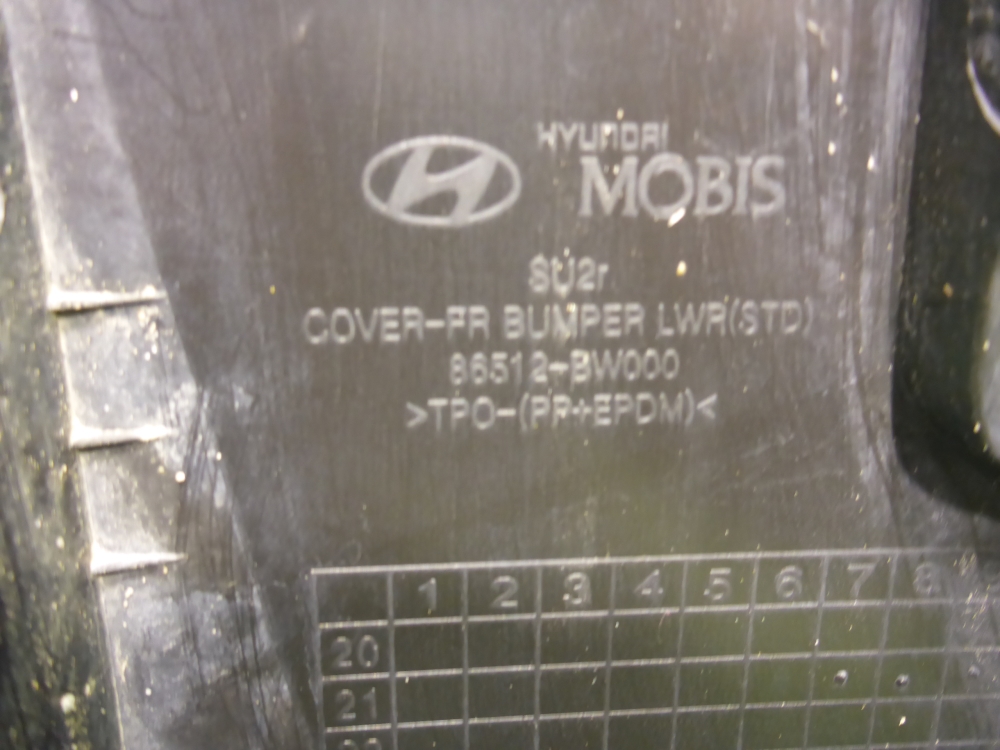 HYUNDAI
MOBIS
SU2r
COVER-FR BUMPER LWR(STD)
86512-BW000
>TPO-(PP+EPDM)<
1 2 3 4 5 6 7 8
20
21